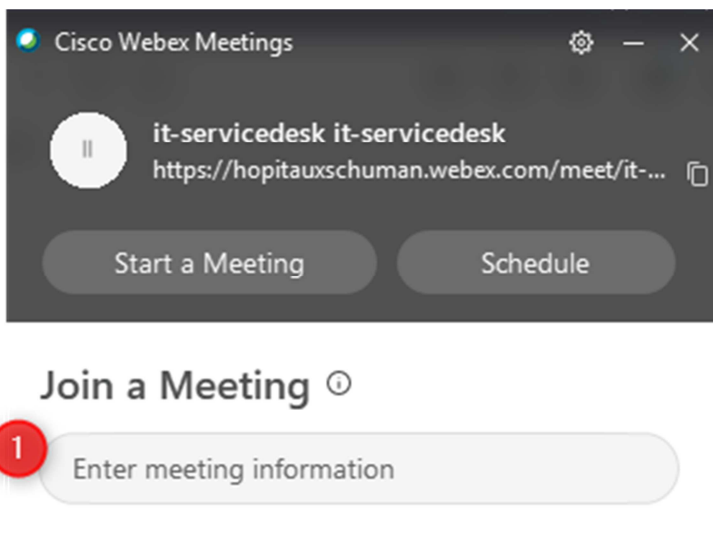 Cisco Webex Meetings
II
it-servicedesk it-servicedesk
https://hopitauxschuman.webex.com/meet/it-...
Start a Meeting
Schedule
Join a Meeting
1
Enter meeting information